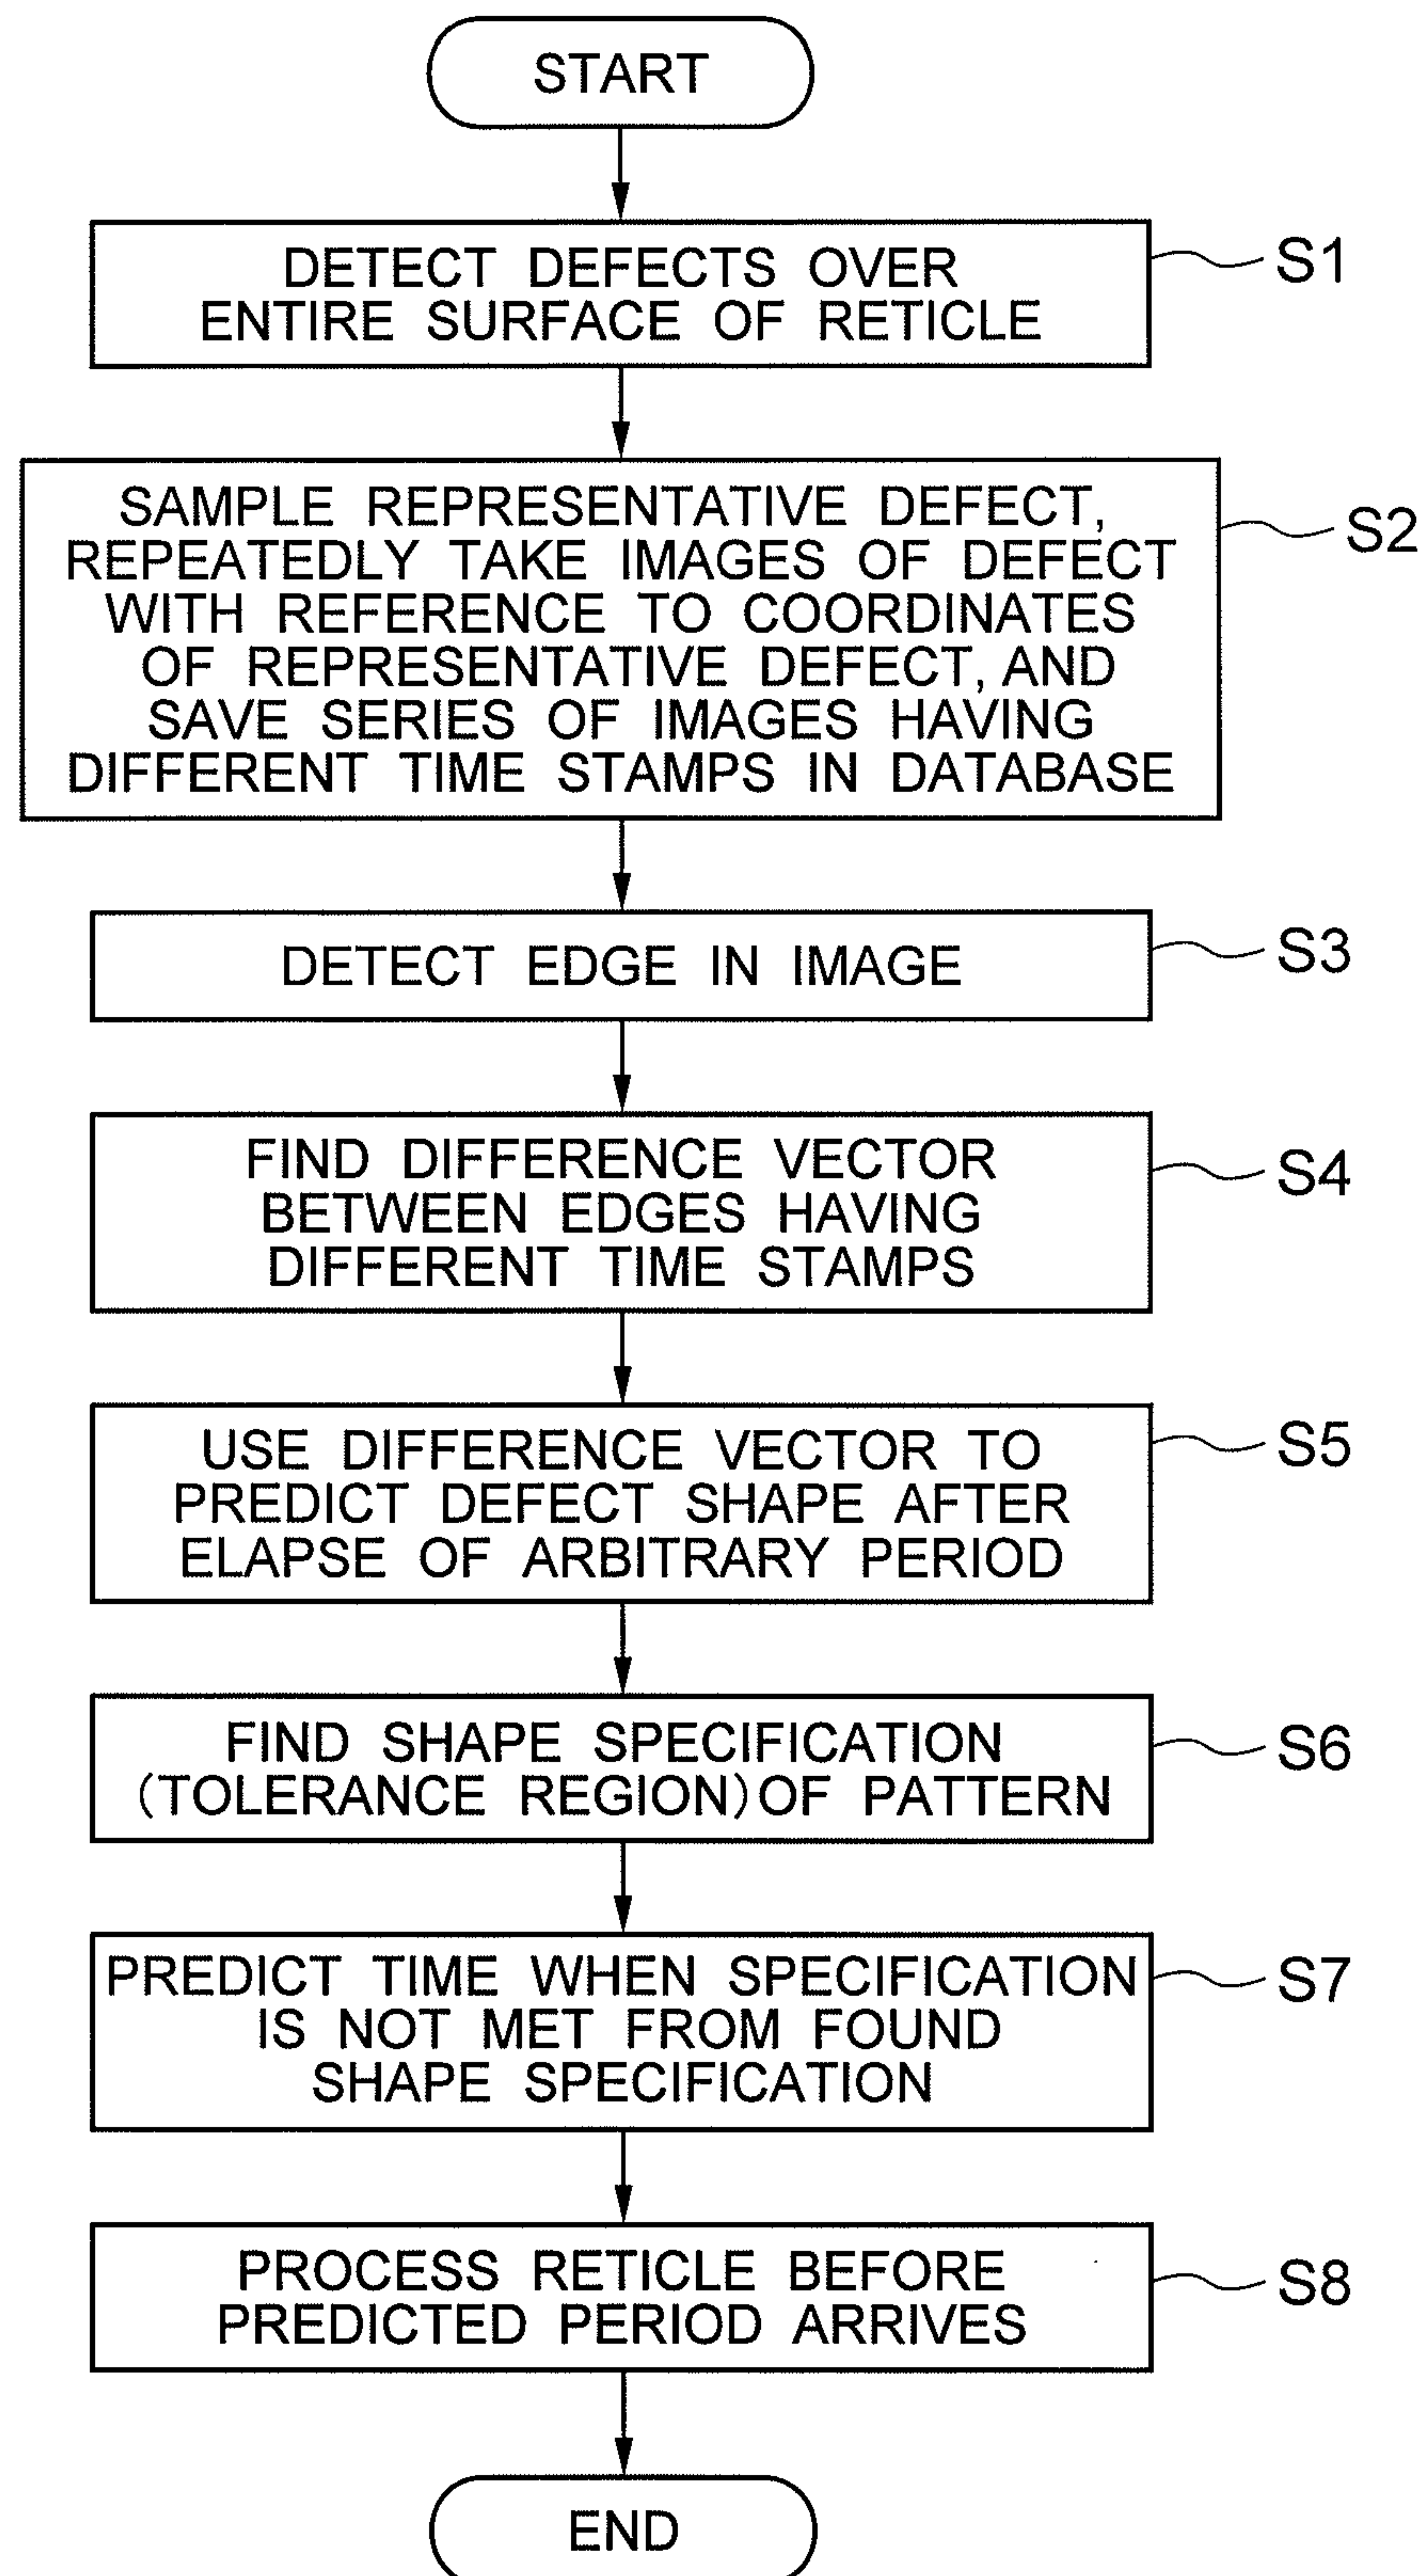 START
DETECT DEFECTS OVER
ENTIRE SURFACE OF RETICLE
S1
SAMPLE REPRESENTATIVE DEFECT,
REPEATEDLY TAKE IMAGES OF DEFECT
WITH REFERENCE TO COORDINATES
OF REPRESENTATIVE DEFECT, AND
SAVE SERIES OF IMAGES HAVING
DIFFERENT TIME STAMPS IN DATABASE
S2
DETECT EDGE IN IMAGE
S3
FIND DIFFERENCE VECTOR
BETWEEN EDGES HAVING
DIFFERENT TIME STAMPS
S4
USE DIFFERENCE VECTOR TO
PREDICT DEFECT SHAPE AFTER
ELAPSE OF ARBITRARY PERIOD
S5
FIND SHAPE SPECIFICATION
(TOLERANCE REGION) OF PATTERN
S6
PREDICT TIME WHEN SPECIFICATION
IS NOT MET FROM FOUND
SHAPE SPECIFICATION
S7
PROCESS RETICLE BEFORE
PREDICTED PERIOD ARRIVES
S8
END